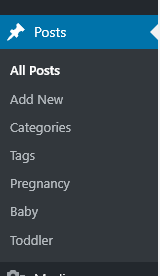 Posts
All Posts
Add New
Categories
Tags
Pregnancy
Baby
Toddler